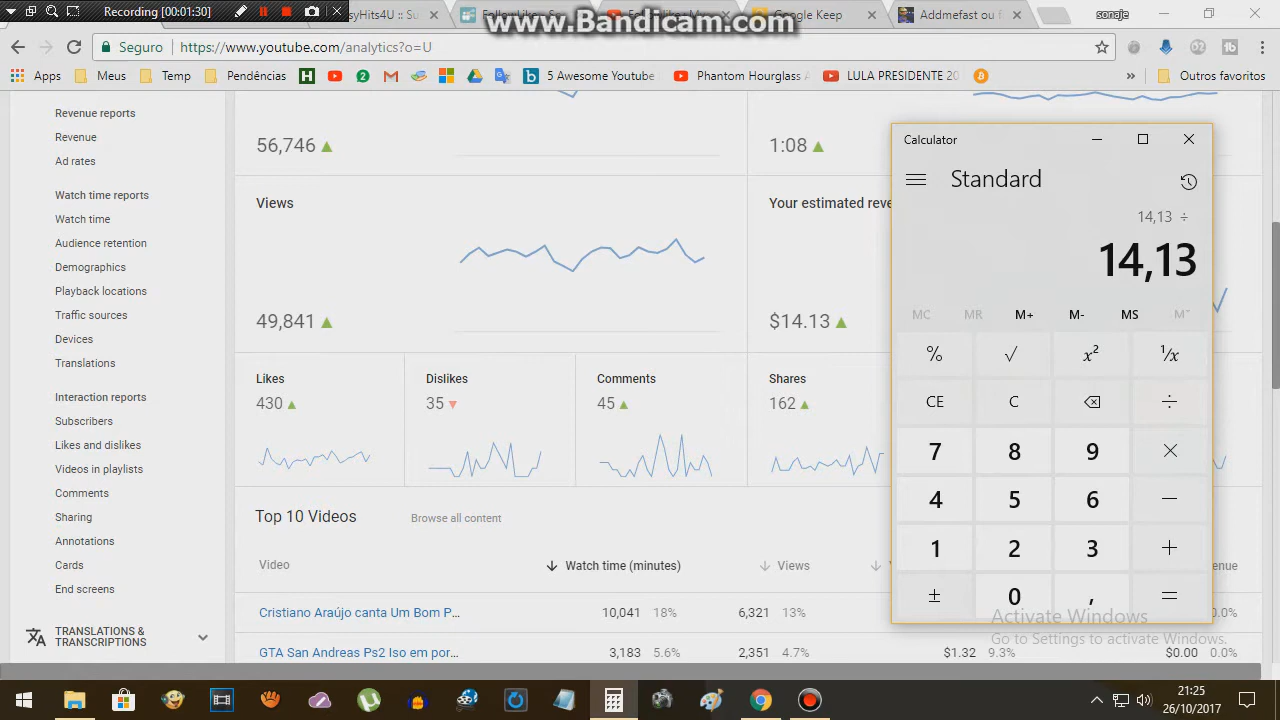 Recording [00:01:30]
syHits4U :: Su
Google Keep
Addmefast ou f
sonaje
www.Bandicam.com
Seguro
https://www.youtube.com/analytics?o=U
Apps
Meus
Temp
Pendências
5 Awesome Youtube
Phantom Hourglass A
LULA PRESIDENTE 20
Outros favoritos
Revenue reports
Revenue
Ad rates
Watch time reports
Watch time
Audience retention
Demographics
Playback locations
Traffic sources
Devices
Translations
Interaction reports
Subscribers
Likes and dislikes
Videos in playlists
Comments
Sharing
Annotations
Cards
End screens
TRANSLATIONS &
TRANSCRIPTIONS
56,746
1:08
Views
49,841
Your estimated reve
$14.13
Likes
430
Dislikes
35
Comments
45
Shares
162
Top 10 Videos
Browse all content
Video
Watch time (minutes)
Views
enue
Cristiano Araújo canta Um Bom P...
10,041 18%
6,321 13%
0.0%
GTA San Andreas Ps2 Iso em por...
3,183 5.6%
2,351 4.7%
$1.32 9.3%
$0.00 0.0%
Calculator
Standard
14,13 ÷
14,13
MC MR M+ M- MS M˅
% √ x² ¹/x
CE C ÷
7 8 9 ×
4 5 6 −
1 2 3 +
± 0 , =
Activate Windows
Go to Settings to activate Windows.
21:25
26/10/2017